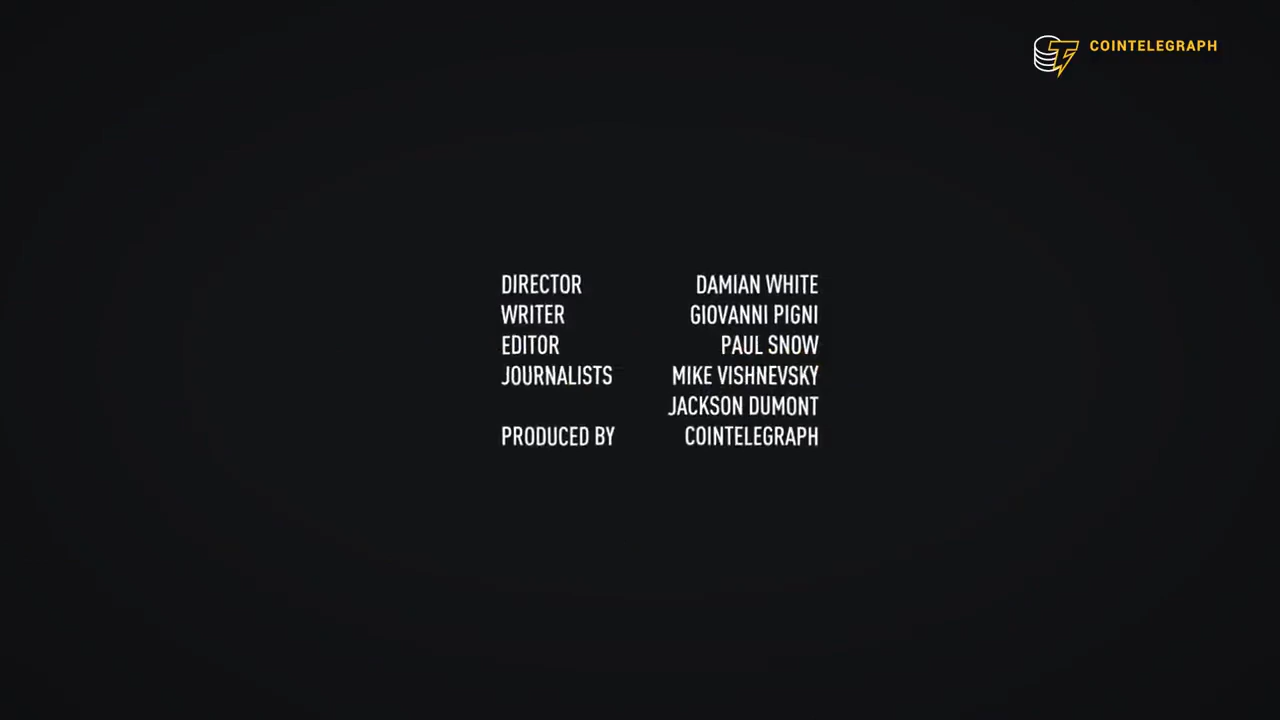 COINTELEGRAPH
DIRECTOR DAMIAN WHITE
WRITER GIOVANNI PIGNI
EDITOR PAUL SNOW
JOURNALISTS MIKE VISHNEVSKY
JACKSON DUMONT
PRODUCED BY COINTELEGRAPH